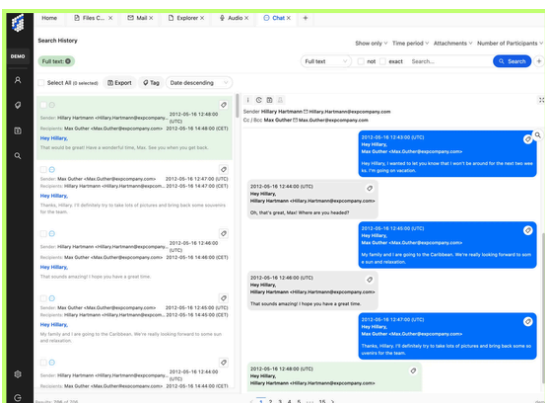 Home
Files C... ×
Mail ×
Explorer ×
Audio ×
Chat ×
+
DEMO
Search History
Show only
Time period
Attachments
Number of Participants
Full text:
Full text
not
exact
Search...
Search
+
Select All (0 selected)
Export
Tag
Date descending
Sender: Hillary Hartmann <Hillary.Hartmann@expcompany.com>
2012-05-16 12:48:00 (UTC)
Recipients: Max Guther <Max.Guther@expcompany.com> 2012-05-16 14:48:00 (CET)
Hey Hillary,
That would be great! Have a wonderful time, Max. See you when you get back.
Sender: Max Guther <Max.Guther@expcompany.com> 2012-05-16 12:47:00 (UTC)
Recipients: Hillary Hartmann <Hillary.Hartmann@expcom... 2012-05-16 14:47:00 (CET)
Hey Hillary,
Thanks, Hillary. I'll definitely try to take lots of pictures and bring back some souvenirs
for the team.
Sender: Hillary Hartmann <Hillary.Hartmann@expcompany.com>
2012-05-16 12:46:00 (UTC)
Recipients: Max Guther <Max.Guther@expcompany.com> 2012-05-16 14:46:00 (CET)
Hey Hillary,
That sounds amazing! I hope you have a great time.
Sender: Max Guther <Max.Guther@expcompany.com> 2012-05-16 12:45:00 (UTC)
Recipients: Hillary Hartmann <Hillary.Hartmann@expcom... 2012-05-16 14:45:00 (CET)
Hey Hillary,
My family and I are going to the Caribbean. We're really looking forward to some sun
and relaxation.
Sender: Hillary Hartmann <Hillary.Hartmann@expcompany.com>
2012-05-16 12:44:00 (UTC)
Recipients: Max Guther <Max.Guther@expcompany.com> 2012-05-16 14:44:00 (CET)
Sender Hillary Hartmann Hillary.Hartmann@expcompany.com
Cc / Bcc Max Guther Max.Guther@expcompany.com
2012-05-16 12:43:00 (UTC)
Hey Hillary,
Max Guther <Max.Guther@expcompany.com>
Hey Hillary, I wanted to let you know that I won't be around for the next two wee
ks. I'm going on vacation.
2012-05-16 12:44:00 (UTC)
Hey Hillary,
Hillary Hartmann <Hillary.Hartmann@expcompany.com>
Oh, that's great, Max! Where are you headed?
2012-05-16 12:45:00 (UTC)
Hey Hillary,
Max Guther <Max.Guther@expcompany.com>
My family and I are going to the Caribbean. We're really looking forward to som
e sun and relaxation.
2012-05-16 12:46:00 (UTC)
Hey Hillary,
Hillary Hartmann <Hillary.Hartmann@expcompany.com>
That sounds amazing! I hope you have a great time.
2012-05-16 12:47:00 (UTC)
Hey Hillary,
Max Guther <Max.Guther@expcompany.com>
Thanks, Hillary. I'll definitely try to take lots of pictures and bring back some so
uvenirs for the team.
2012-05-16 12:48:00 (UTC)
Hey Hillary,
Hillary Hartmann <Hillary.Hartmann@expcompany.com>
< 1 2 3 4 5 ... 15 >